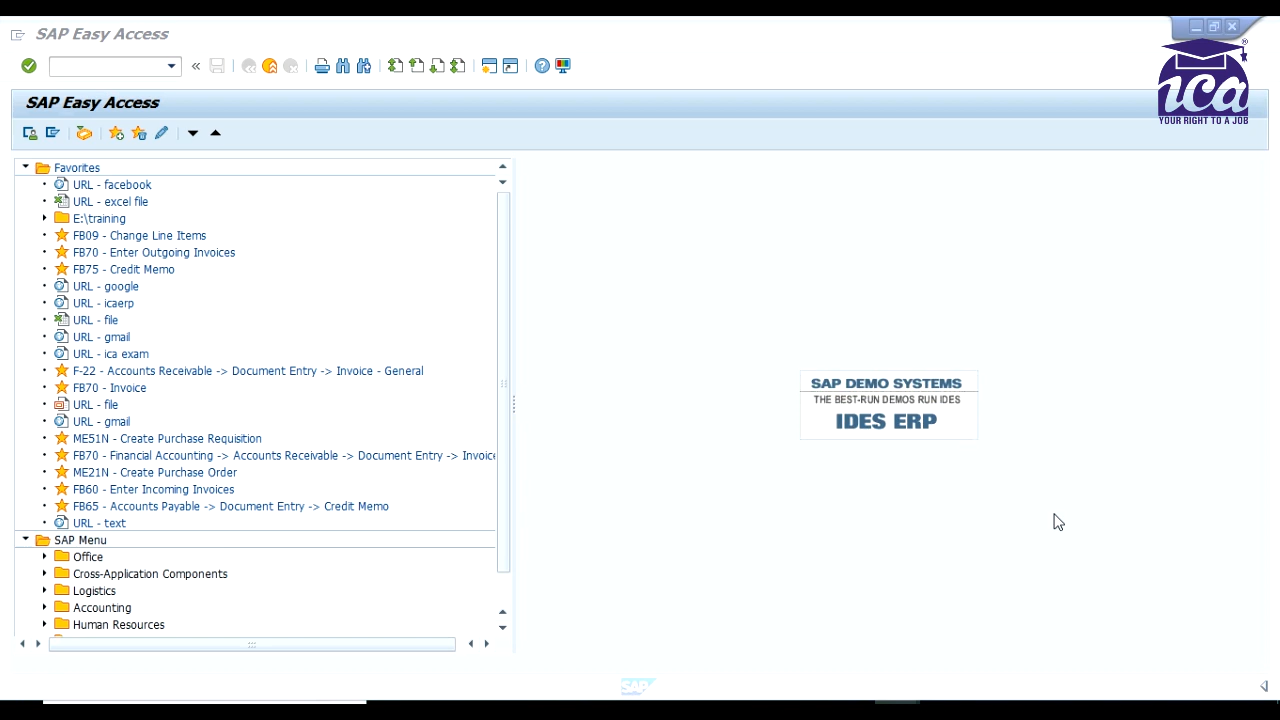 SAP Easy Access
ica
YOUR RIGHT TO A JOB
SAP Easy Access
Favorites
URL - facebook
URL - excel file
E:\training
FB09 - Change Line Items
FB70 - Enter Outgoing Invoices
FB75 - Credit Memo
URL - google
URL - icaerp
URL - file
URL - gmail
URL - ica exam
F-22 - Accounts Receivable -> Document Entry -> Invoice - General
FB70 - Invoice
URL - file
URL - gmail
ME51N - Create Purchase Requisition
FB70 - Financial Accounting -> Accounts Receivable -> Document Entry -> Invoice
ME21N - Create Purchase Order
FB60 - Enter Incoming Invoices
FB65 - Accounts Payable -> Document Entry -> Credit Memo
URL - text
SAP Menu
Office
Cross-Application Components
Logistics
Accounting
Human Resources
SAP DEMO SYSTEMS
THE BEST-RUN DEMOS RUN IDES
IDES ERP
SAP